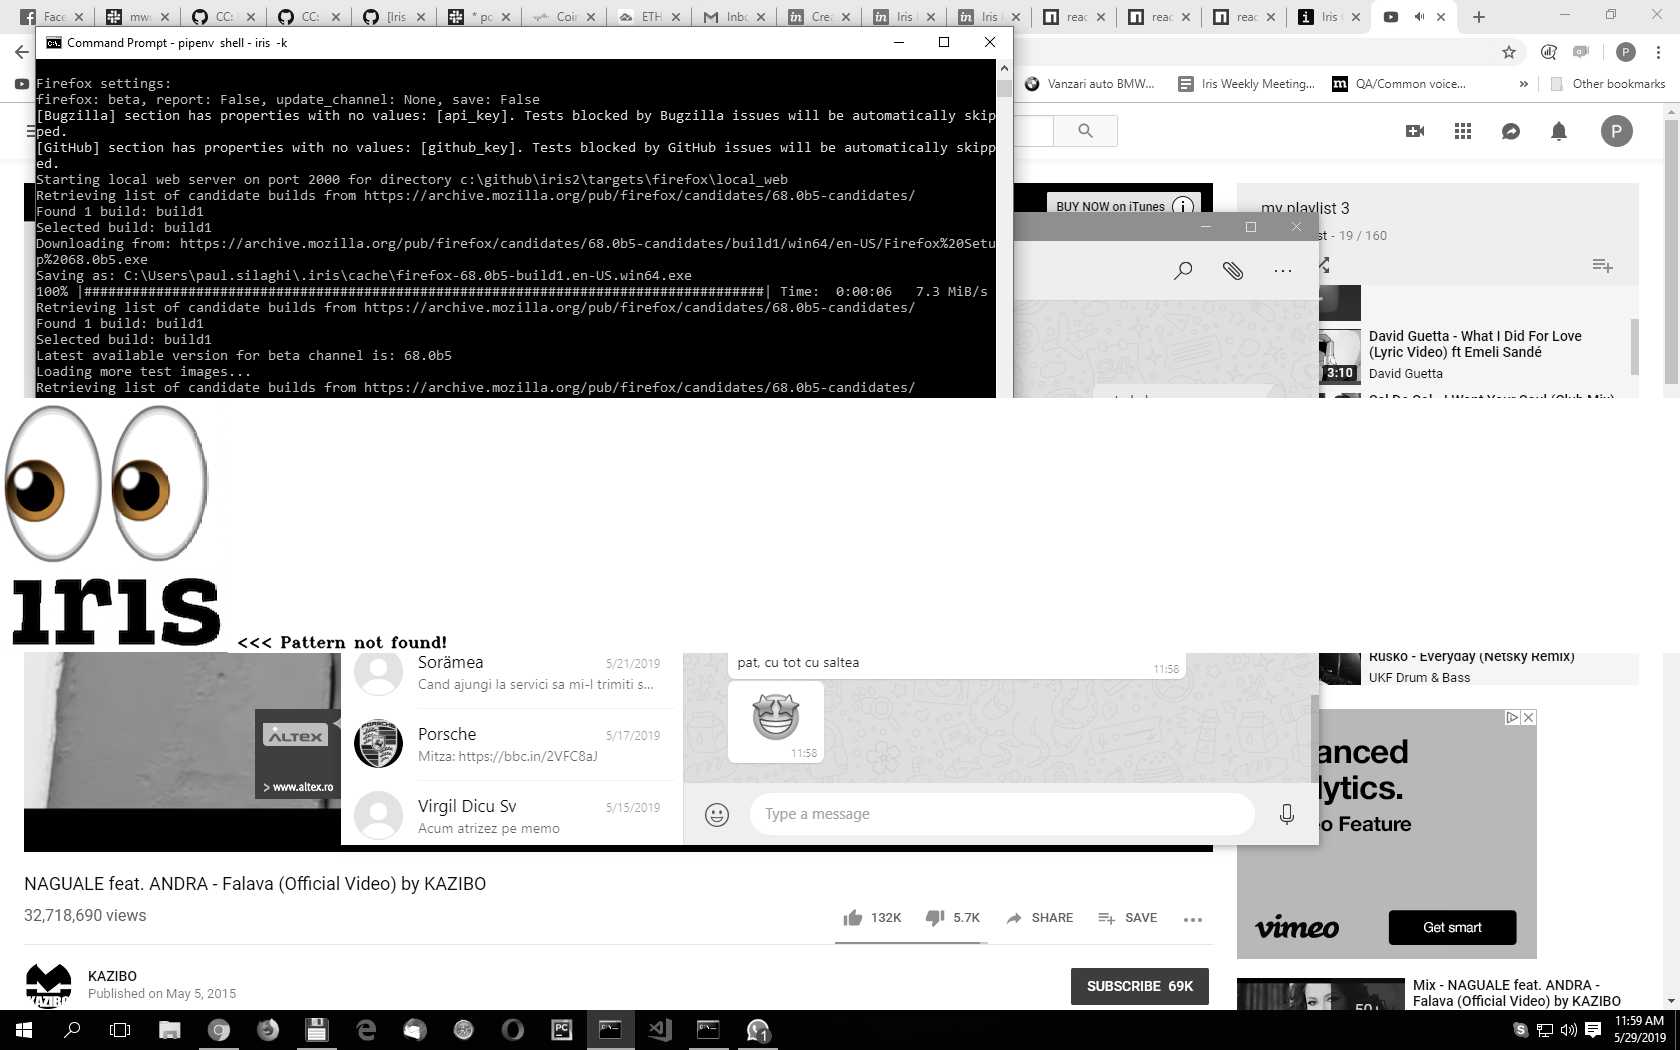 Face
mw
CC:
CC:
[Iris
* po
Coin
ETH
Inb
Cre
Iris
Iris
reac
reac
reac
Iris
Command Prompt - pipenv  shell - iris  -k
Vanzari auto BMW...
Iris Weekly Meeting...
QA/Common voice...
»
Other bookmarks
P
P
Firefox settings:
firefox: beta, report: False, update_channel: None, save: False
[Bugzilla] section has properties with no values: [api_key]. Tests blocked by Bugzilla issues will be automatically skip
ped.
[GitHub] section has properties with no values: [github_key]. Tests blocked by GitHub issues will be automatically skipp
ed.
Starting local web server on port 2000 for directory c:\github\iris2\targets\firefox\local_web
Retrieving list of candidate builds from https://archive.mozilla.org/pub/firefox/candidates/68.0b5-candidates/
Found 1 build: build1
Selected build: build1
Downloading from: https://archive.mozilla.org/pub/firefox/candidates/68.0b5-candidates/build1/win64/en-US/Firefox%20Setu
p%2068.0b5.exe
Saving as: C:\Users\paul.silaghi\.iris\cache\firefox-68.0b5-build1.en-US.win64.exe
100% |#####################################################################################| Time:  0:00:06   7.3 MiB/s
Retrieving list of candidate builds from https://archive.mozilla.org/pub/firefox/candidates/68.0b5-candidates/
Found 1 build: build1
Selected build: build1
Latest available version for beta channel is: 68.0b5
Loading more test images...
Retrieving list of candidate builds from https://archive.mozilla.org/pub/firefox/candidates/68.0b5-candidates/
BUY NOW on iTunes
my playlist 3
st - 19 / 160
David Guetta - What I Did For Love
(Lyric Video) ft Emeli Sandé
David Guetta
3:10
iris
<<< Pattern not found!
Rusko - Everyday (Netsky Remix)
UKF Drum & Bass
Sorämea
5/21/2019
Cand ajungi la servici sa mi-l trimiti s...
Porsche
5/17/2019
Mitza: https://bbc.in/2VFC8aJ
Virgil Dicu Sv
5/15/2019
Acum atrizez pe memo
pat, cu tot cu saltea
11:58
11:58
Type a message
ALTEX
> www.altex.ro
anced
lytics.
o Feature
vimeo
Get smart
NAGUALE feat. ANDRA - Falava (Official Video) by KAZIBO
32,718,690 views
132K
5.7K
SHARE
SAVE
KAZIBO
KAZIBO
Published on May 5, 2015
SUBSCRIBE  69K
Mix - NAGUALE feat. ANDRA -
Falava (Official Video) by KAZIBO
50+
PC
1
11:59 AM
5/29/2019